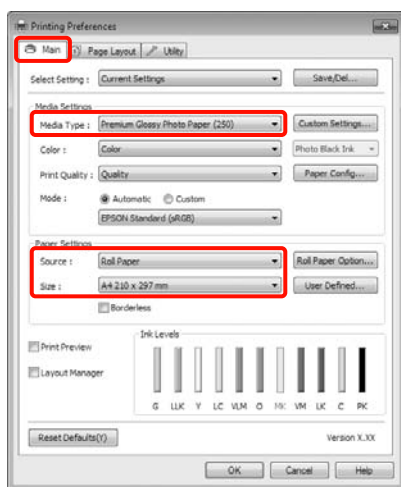 Printing Preferences
Main Page Layout Utility
Select Setting : Current Settings Save/Del...
Media Settings
Media Type : Premium Glossy Photo Paper (250) Custom Settings...
Color : Color Photo Black Ink
Print Quality : Quality Paper Config...
Mode : Automatic Custom
EPSON Standard (sRGB)
Paper Settings
Source : Roll Paper Roll Paper Option...
Size : A4 210 x 297 mm User Defined...
Borderless
Ink Levels
Print Preview
Layout Manager
G LLK Y LC VLM O MK VM LK C PK
Reset Defaults(Y) Version X.XX
OK Cancel Help